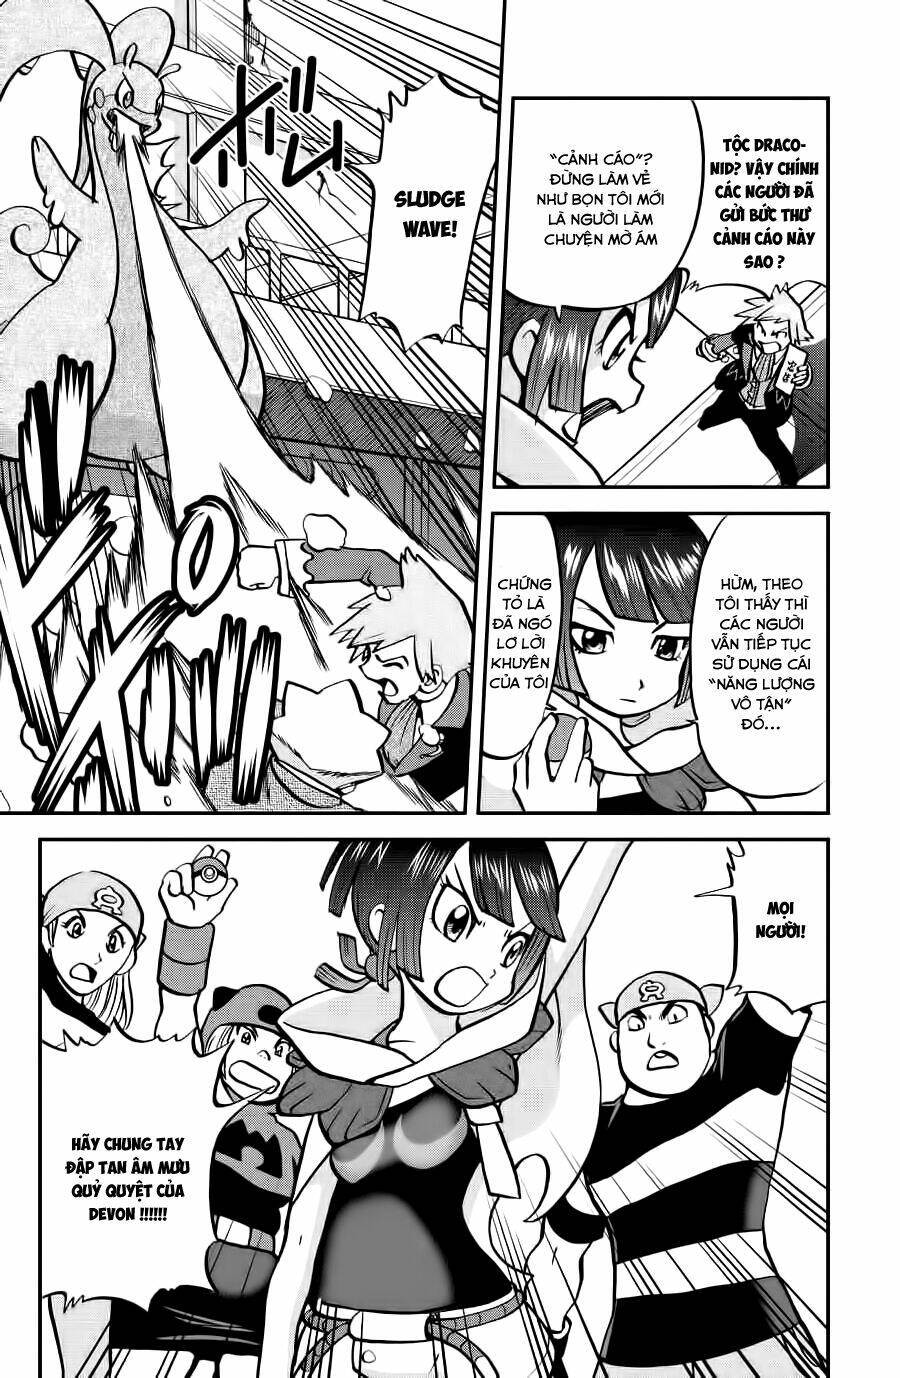 TỘC DRACO-
NID? VẬY CHÍNH
CÁC NGƯỜI ĐÃ
GỬI BỨC THƯ
CẢNH CÁO NÀY
SAO ?
"CẢNH CÁO"?
ĐỪNG LÀM VẺ
NHƯ BỌN TÔI MỚI
LÀ NGƯỜI LÀM
CHUYỆN MỜ ÁM
HỪM, THEO
TÔI THẤY THÌ
CÁC NGƯỜI
VẪN TIẾP TỤC
SỬ DỤNG CÁI
"NĂNG LƯỢNG
VÔ TẬN"
ĐÓ...
CHỨNG
TỎ LÀ
ĐÃ NGÓ
LƠ LỜI
KHUYÊN
CỦA TÔI
SLUDGE
WAVE!
MỌI
NGƯỜI!
HÃY CHUNG TAY
ĐẬP TAN ÂM MƯU
QUỶ QUYỆT CỦA
DEVON !!!!!!